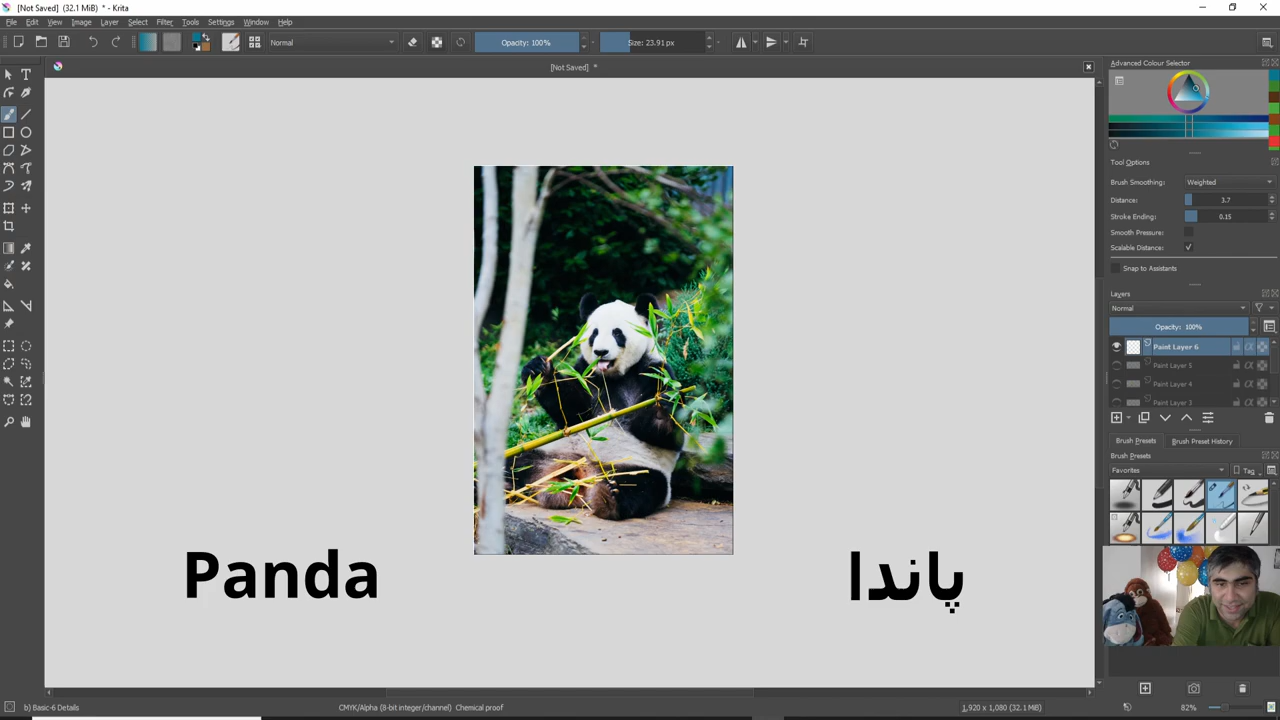 [Not Saved] (32.1 MiB) * - Krita
File Edit View Image Layer Select Filter Tools Settings Window Help
Normal
Opacity: 100%
Size: 23.91 px
[Not Saved] *
Advanced Colour Selector
Tool Options
Brush Smoothing: Weighted
Distance: 3.7
Stroke Ending: 0.15
Smooth Pressure:
Scalable Distance:
Snap to Assistants
Layers
Normal
Opacity: 100%
Paint Layer 6
Paint Layer 5
Paint Layer 4
Paint Layer 3
Brush Presets Brush Preset History
Brush Presets
Favorites Tag
Panda
پاندا
b) Basic-6 Details
CMYK/Alpha (8-bit integer/channel) Chemical proof
1,920 x 1,080 (32.1 MiB)
82%